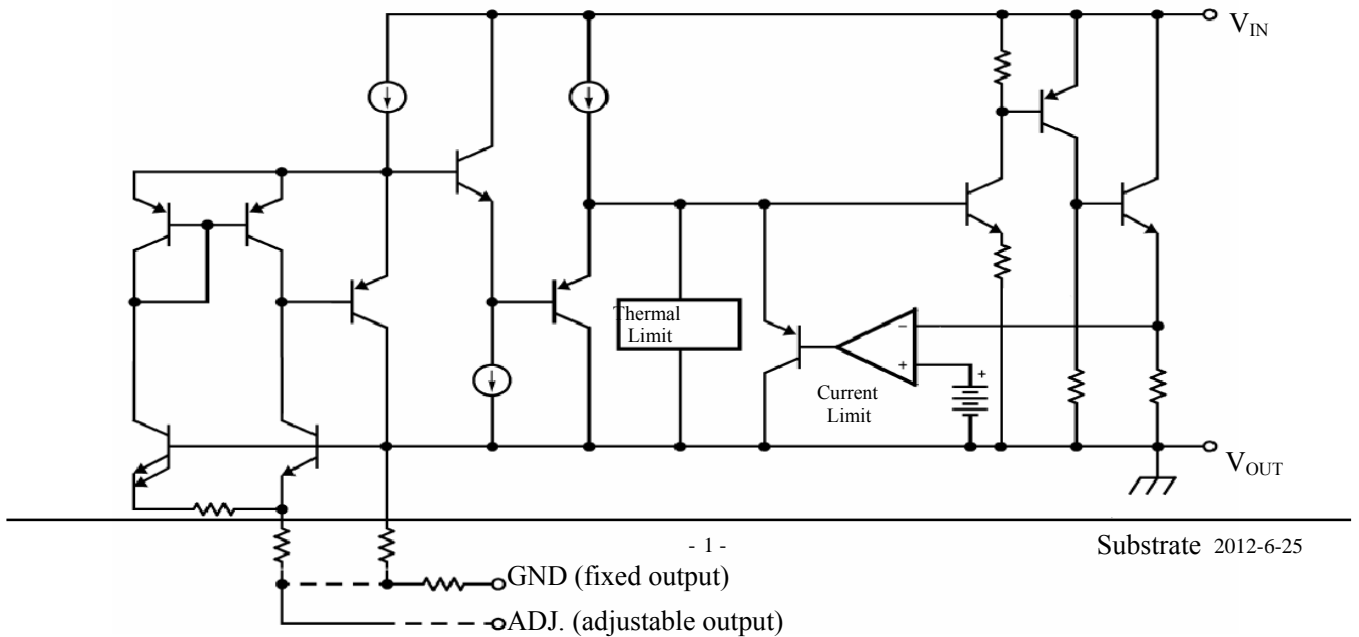 V_IN
Thermal
Limit
−
+
+
Current
Limit
V_OUT
- 1 -
Substrate 2012-6-25
GND (fixed output)
ADJ. (adjustable output)